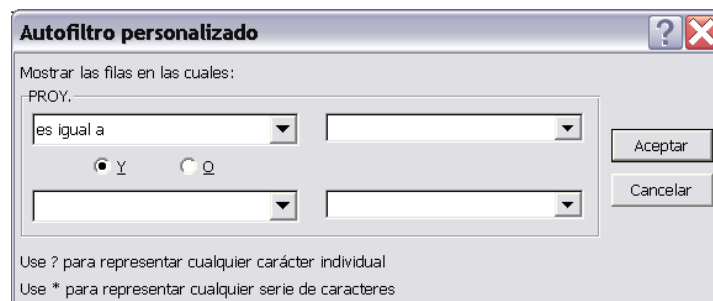 Autofiltro personalizado
Mostrar las filas en las cuales:
PROY.
es igual a
Y O
Aceptar
Cancelar
Use ? para representar cualquier carácter individual
Use * para representar cualquier serie de caracteres